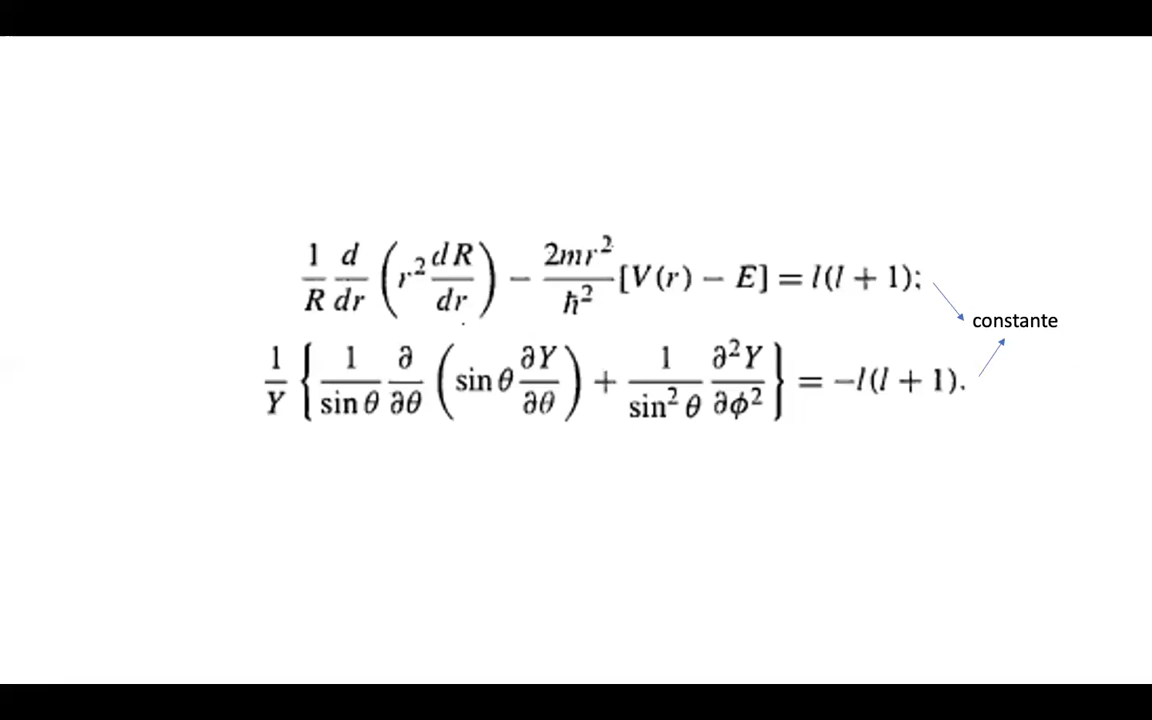 1/R d/dr (r² dR/dr) − 2mr²/ħ² [V(r) − E] = l(l + 1);
constante
1/Y { 1/sin θ ∂/∂θ (sin θ ∂Y/∂θ) + 1/sin² θ ∂²Y/∂ϕ² } = −l(l + 1).